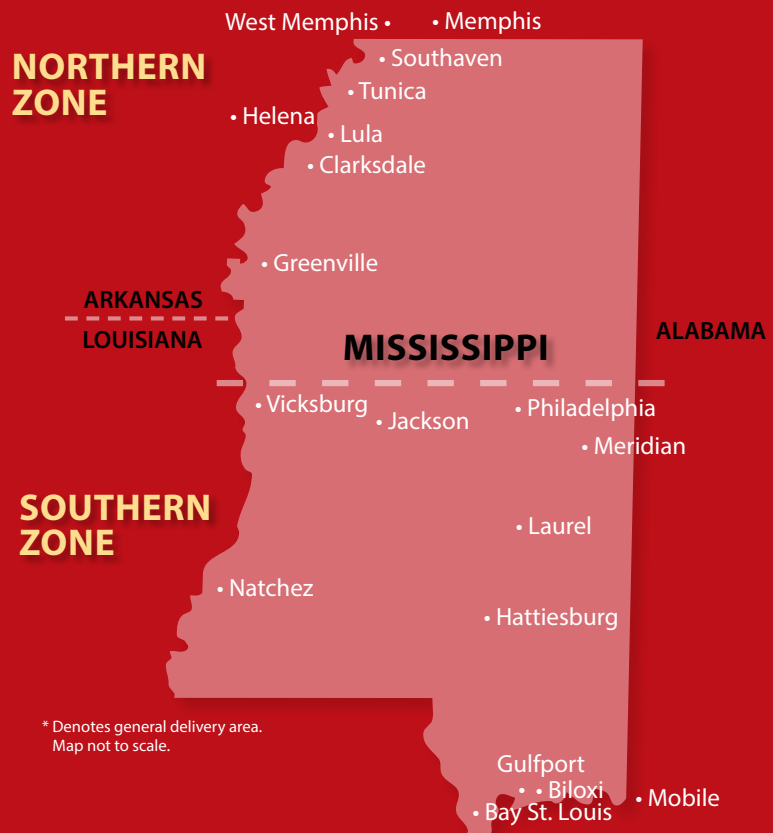 West Memphis •
• Memphis
NORTHERN
ZONE
• Southaven
• Tunica
• Helena
• Lula
• Clarksdale
• Greenville
ARKANSAS
LOUISIANA
MISSISSIPPI
ALABAMA
• Vicksburg
• Jackson
• Philadelphia
• Meridian
SOUTHERN
ZONE
• Laurel
• Natchez
• Hattiesburg
* Denotes general delivery area.
Map not to scale.
Gulfport
• • Biloxi
• Mobile
• Bay St. Louis